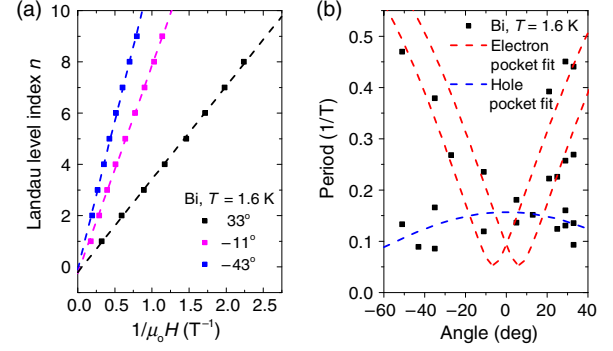 (a)
10
8
6
4
2
0
Landau level index n
Bi, T = 1.6 K
33°
−11°
−43°
0.0 0.5 1.0 1.5 2.0 2.5
1/μoH (T−1)
(b)
0.5
0.4
0.3
0.2
0.1
0.0
Period (1/T)
Bi, T = 1.6 K
Electron
pocket fit
Hole
pocket fit
−60 −40 −20 0 20 40
Angle (deg)